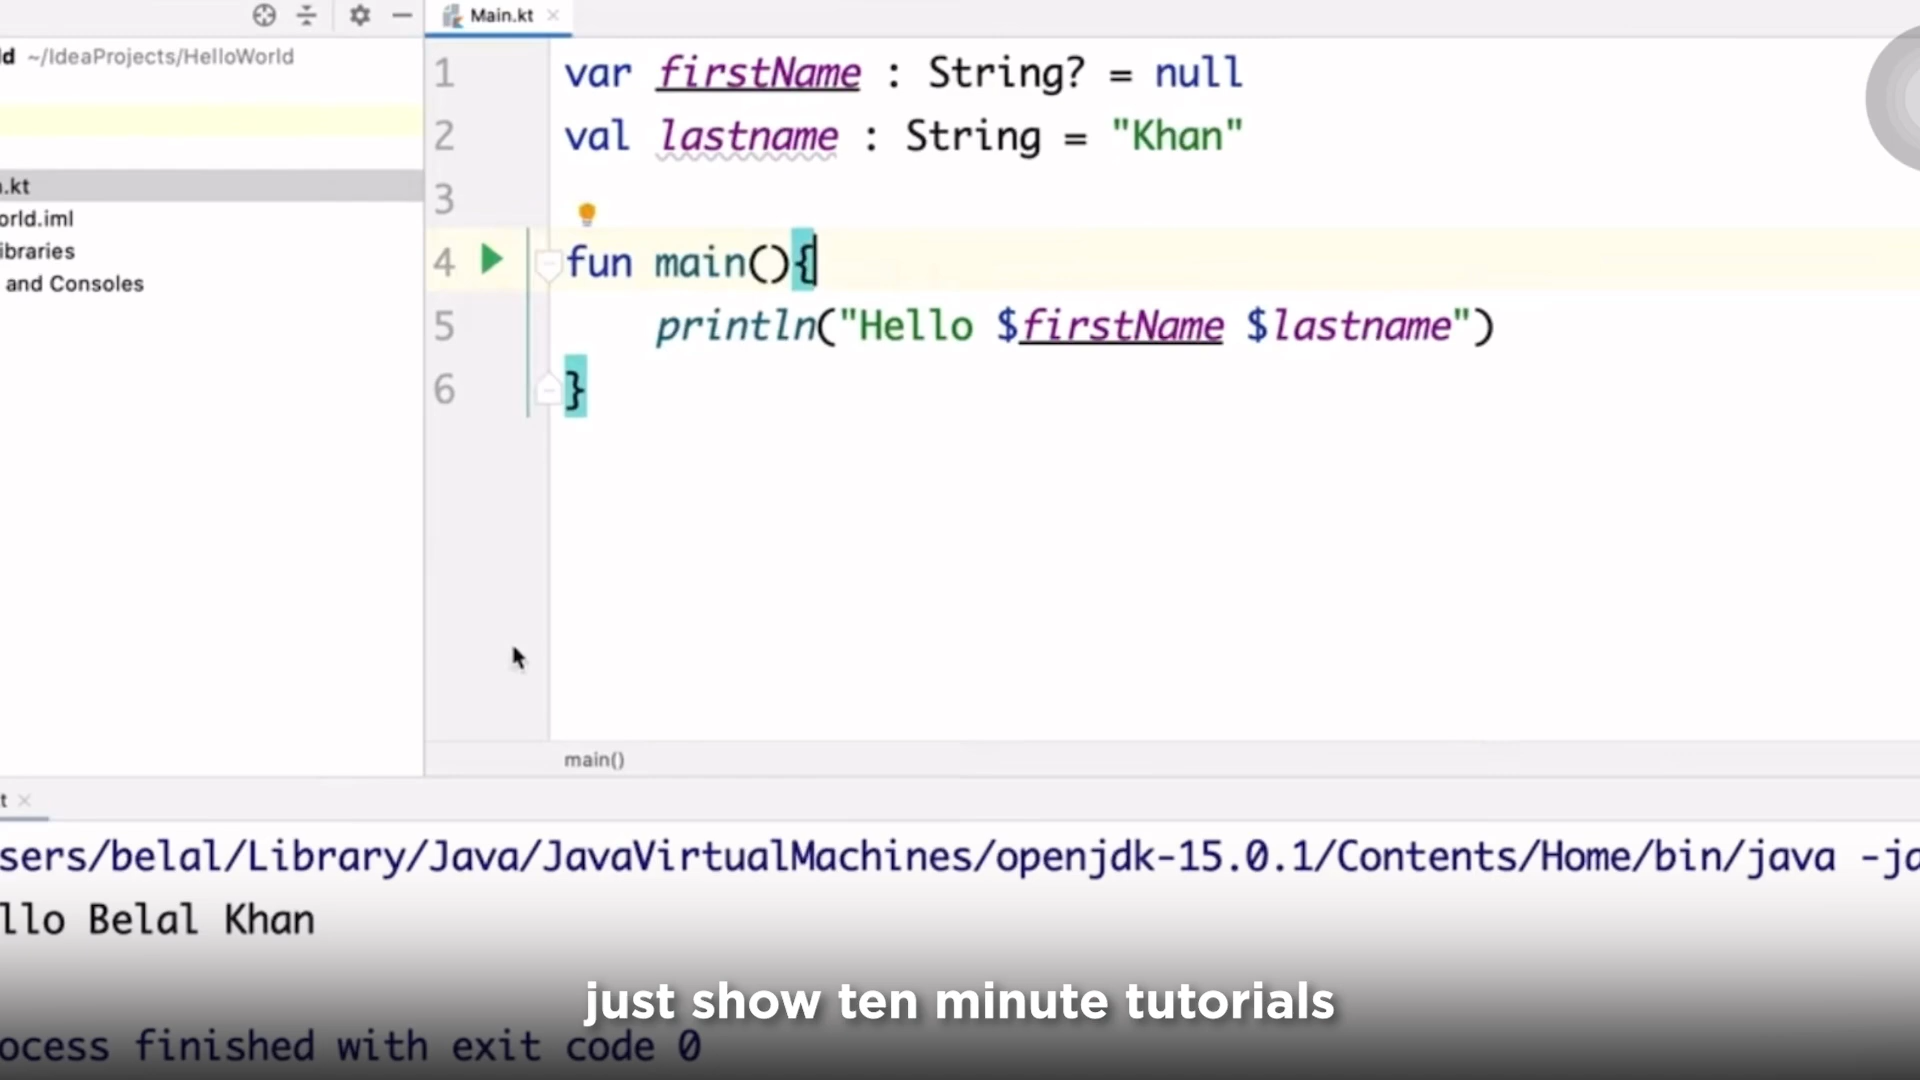 Main.kt
ld ~/IdeaProjects/HelloWorld
.kt
orld.iml
ibraries
and Consoles
1 var firstName : String? = null
2 val lastname : String = "Khan"
3
4 fun main(){
5 println("Hello $firstName $lastname")
6 }
main()
t
sers/belal/Library/Java/JavaVirtualMachines/openjdk-15.0.1/Contents/Home/bin/java -ja
llo Belal Khan
just show ten minute tutorials
ocess finished with exit code 0